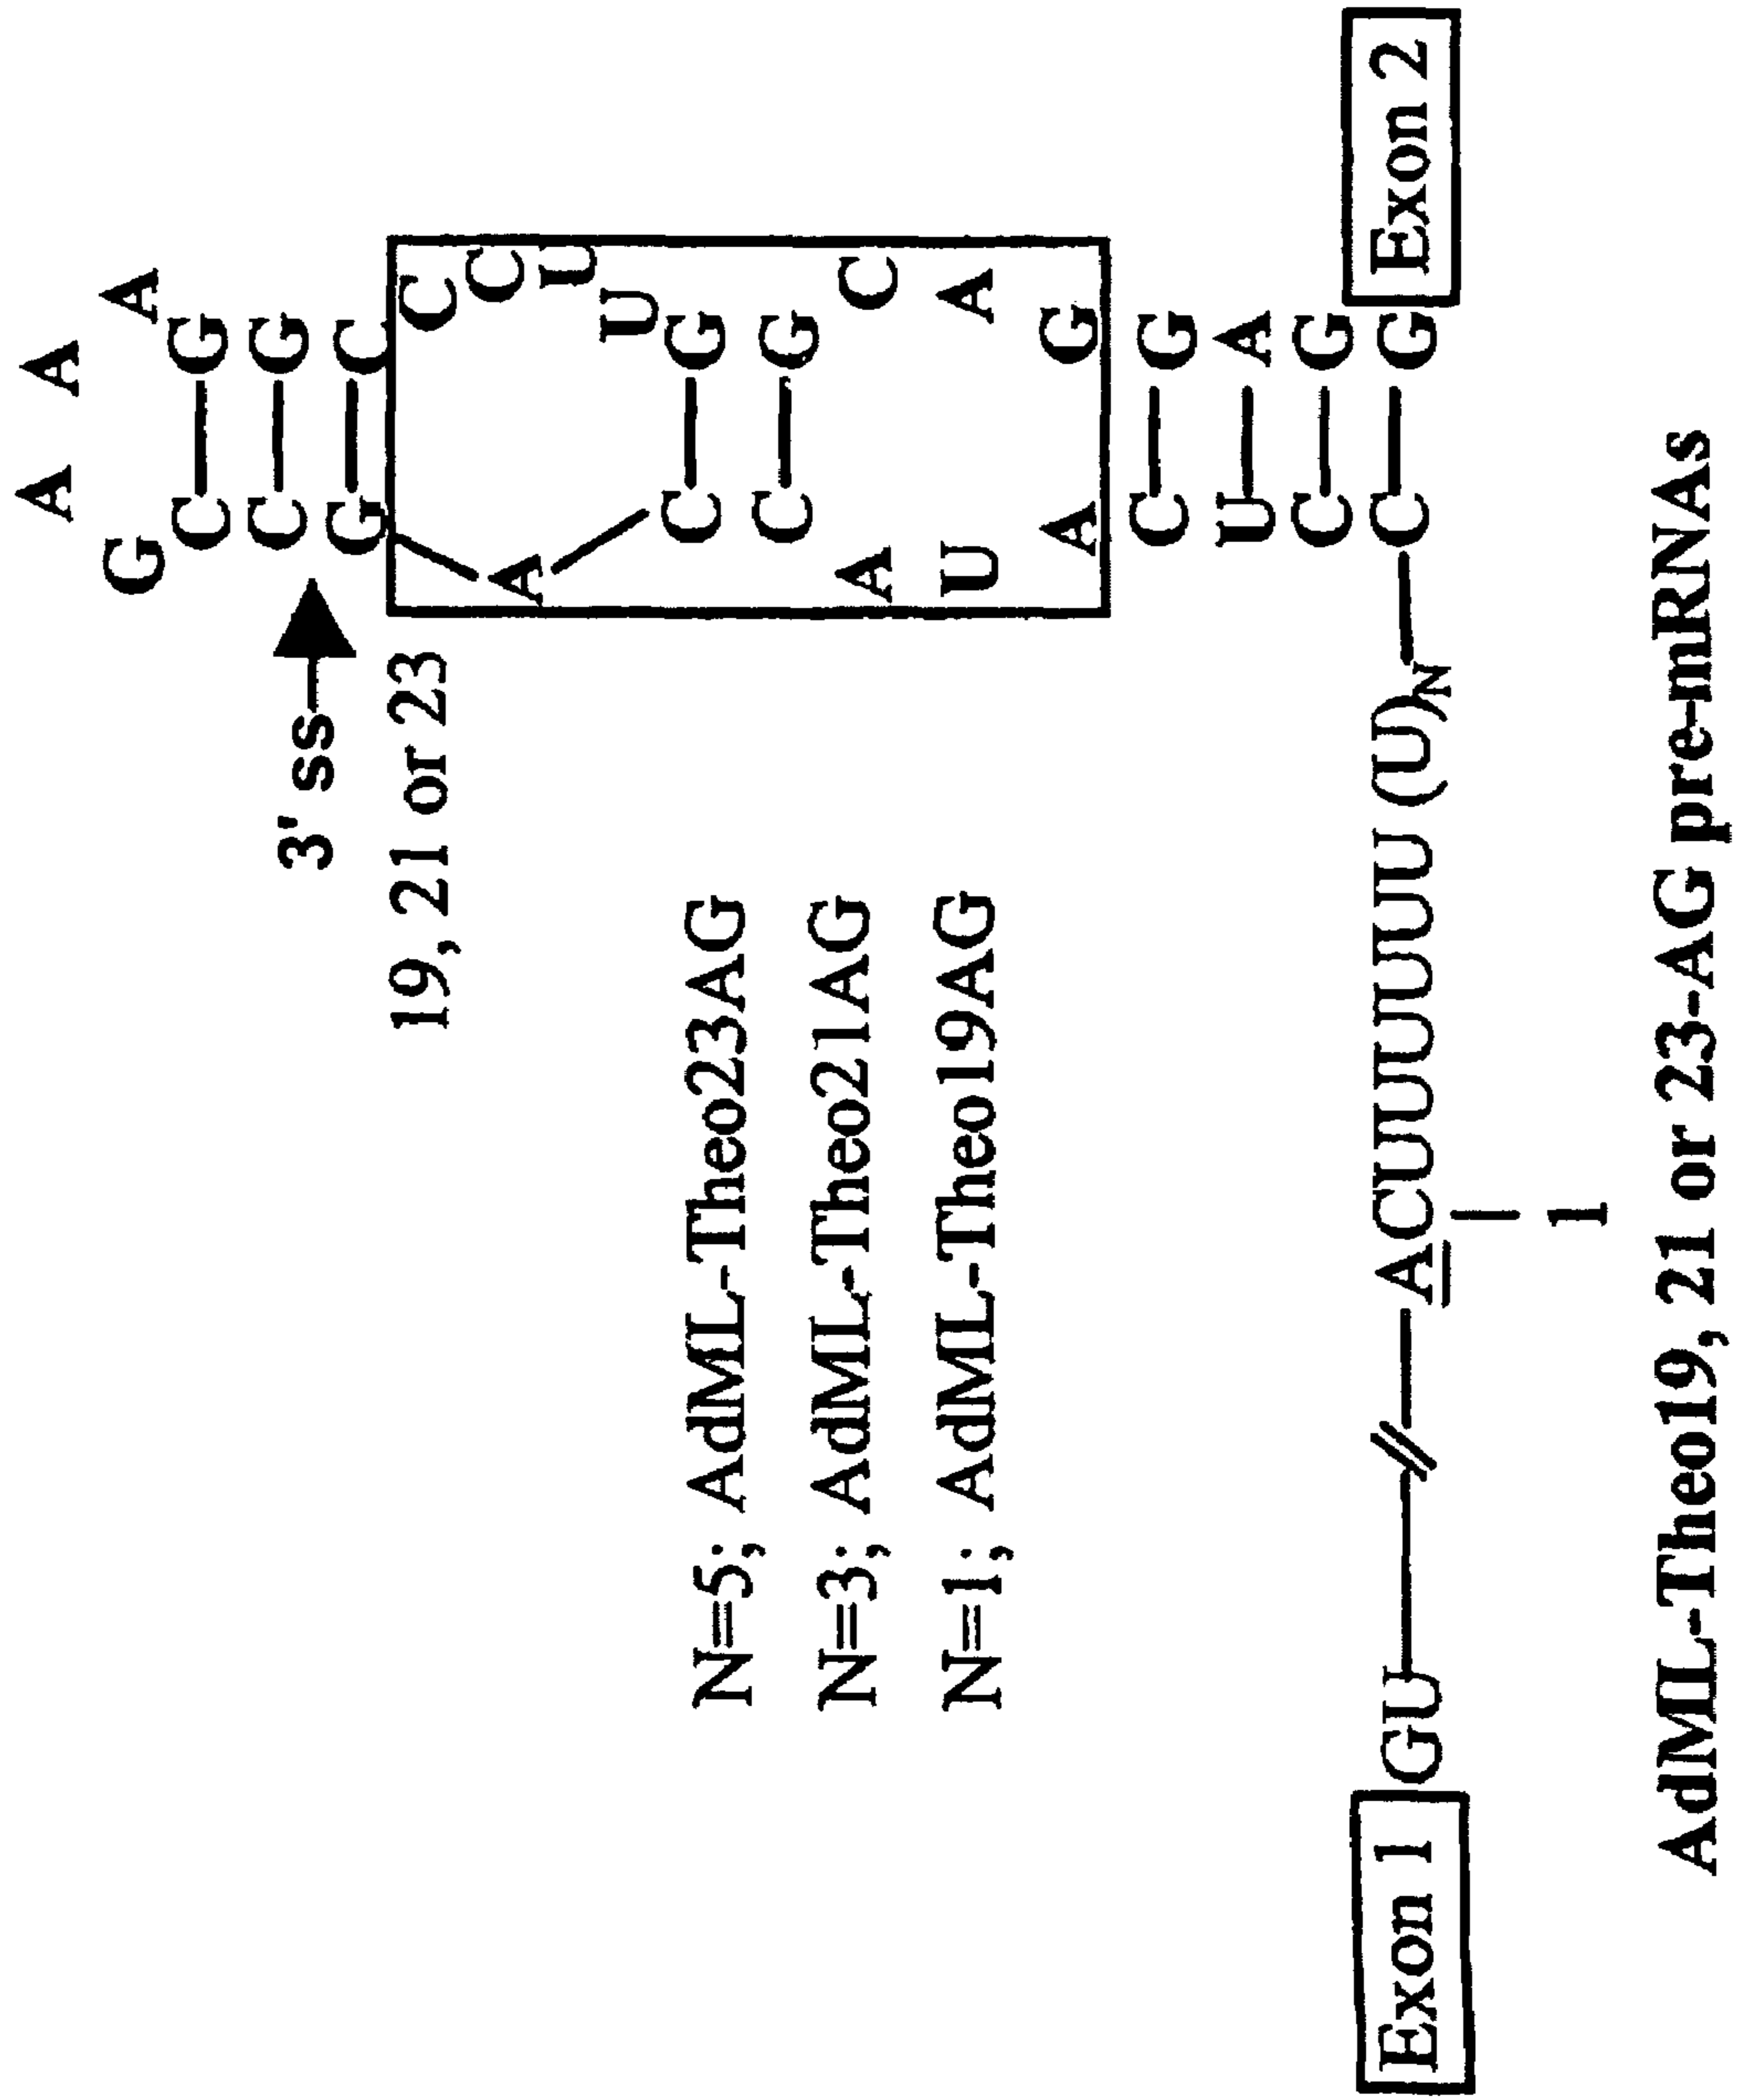 A A
G A
C G
C G
3' ss G C
19, 21 or 23 C
C
A U
U
N=5; AdML-Theo23AG C G
C G
N=3; AdML-Theo21AG A C
N=1; AdML-Theo19AG U A
A G
C G
U A
C G
Exon 1 GU ACUUUUUU (U)N C G Exon 2
1
AdML-Theo19, 21 or 23-AG pre-mRNAs